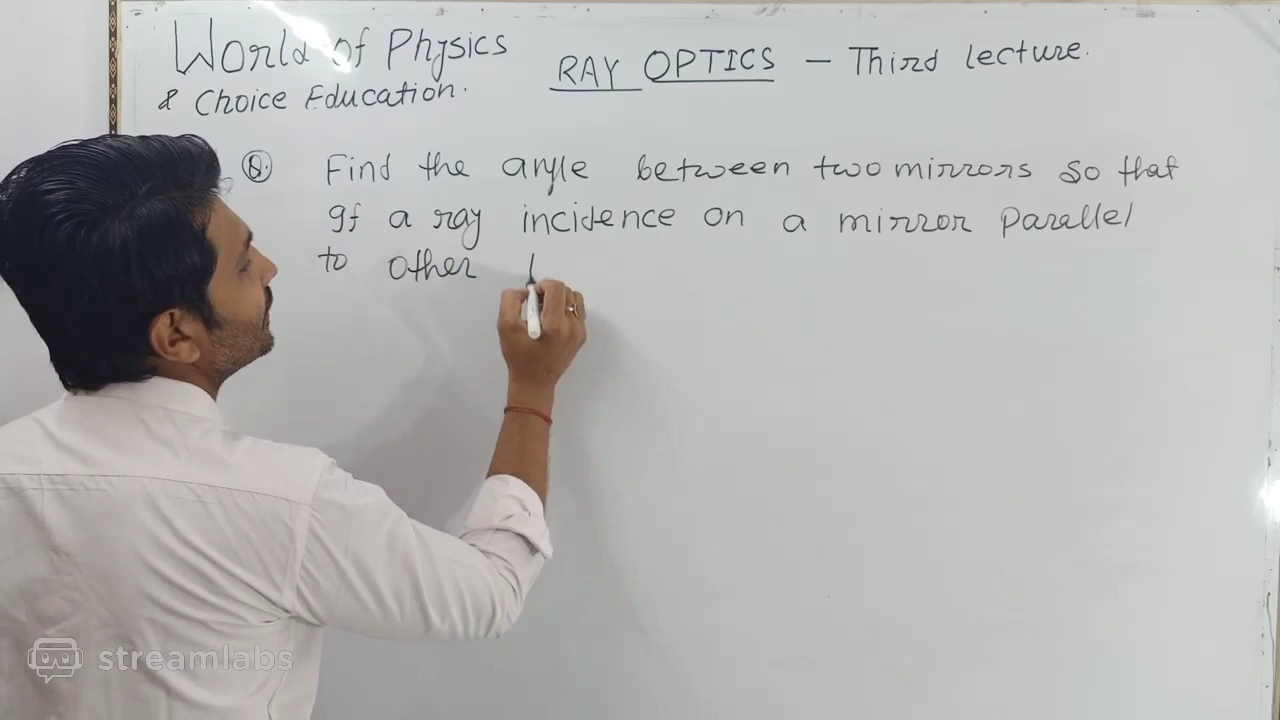 World of Physics
& Choice Education.
RAY OPTICS - Third lecture.
Q. Find the angle between two mirrors so that
If a ray incidence on a mirror parallel
to other
streamlabs